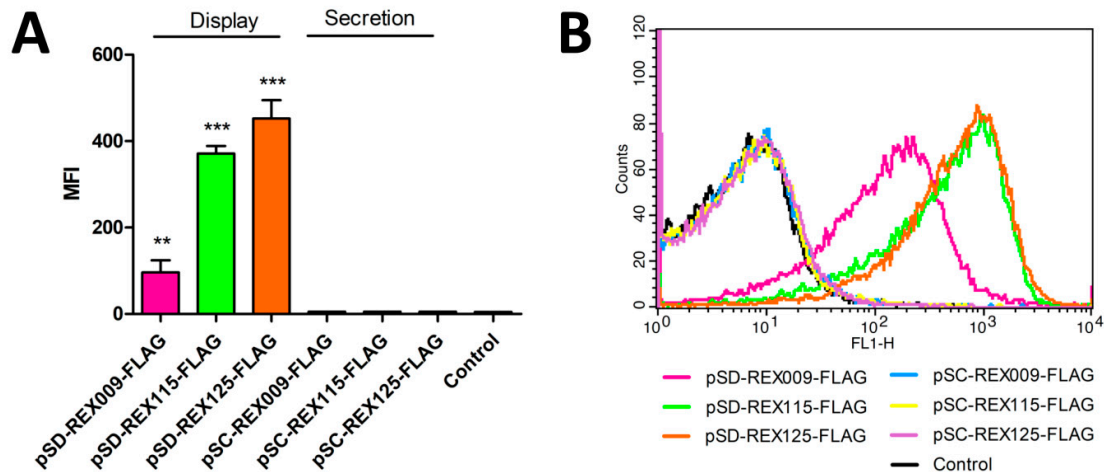 A
Display
Secretion
MFI
600
400
200
0
**
***
***
pSD-REX009-FLAG
pSD-REX115-FLAG
pSD-REX125-FLAG
pSC-REX009-FLAG
pSC-REX115-FLAG
pSC-REX125-FLAG
Control
B
Counts
120
100
80
60
40
20
0
10⁰
10¹
10²
10³
10⁴
FL1-H
pSD-REX009-FLAG
pSD-REX115-FLAG
pSD-REX125-FLAG
pSC-REX009-FLAG
pSC-REX115-FLAG
pSC-REX125-FLAG
Control